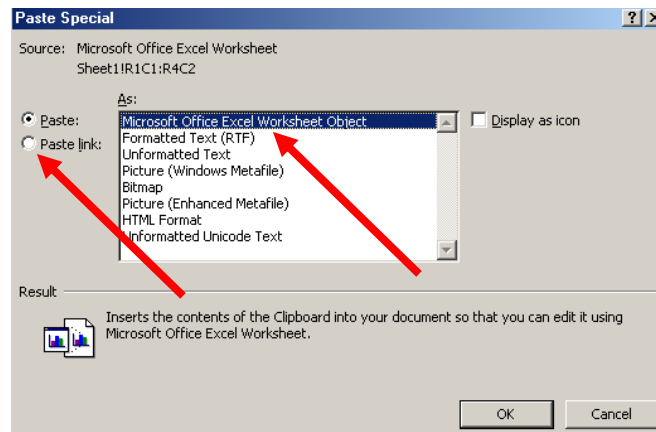 Paste Special
Source: Microsoft Office Excel Worksheet
Sheet1!R1C1:R4C2
As:
Paste:
Paste link:
Microsoft Office Excel Worksheet Object
Formatted Text (RTF)
Unformatted Text
Picture (Windows Metafile)
Bitmap
Picture (Enhanced Metafile)
HTML Format
Unformatted Unicode Text
Display as icon
Result
Inserts the contents of the Clipboard into your document so that you can edit it using
Microsoft Office Excel Worksheet.
OK Cancel